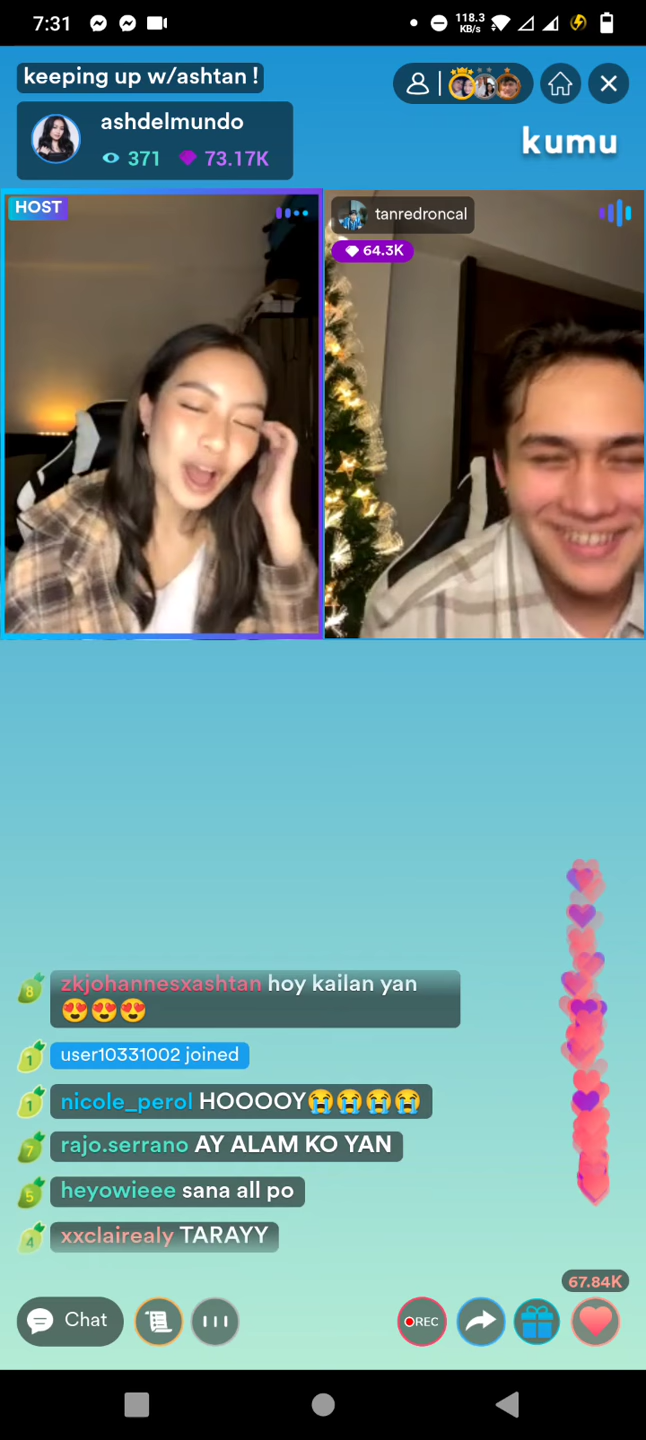 7:31
118.3
KB/s
keeping up w/ashtan !
ashdelmundo
371
73.17K
kumu
HOST
tanredroncal
64.3K
8
zkjohannesxashtan hoy kailan yan
😍😍😍
1
user10331002 joined
1
nicole_perol HOOOOY😭😭😭😭
7
rajo.serrano AY ALAM KO YAN
5
heyowieee sana all po
4
xxclairealy TARAYY
67.84K
Chat
REC